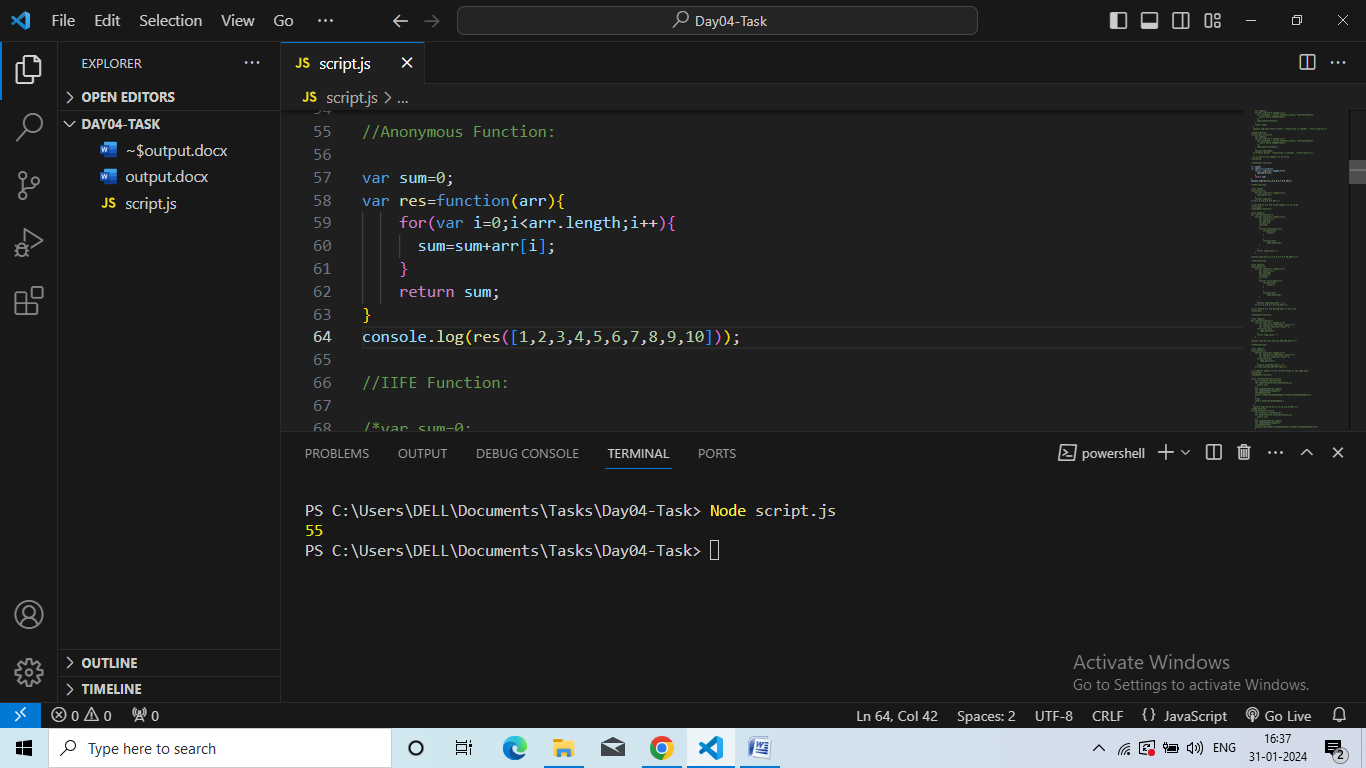 File Edit Selection View Go ··· Day04-Task
EXPLORER ···
OPEN EDITORS
DAY04-TASK
~$output.docx
output.docx
JS script.js
OUTLINE
TIMELINE
JS script.js
JS script.js > ...
54
55 //Anonymous Function:
56
57 var sum=0;
58 var res=function(arr){
59 for(var i=0;i<arr.length;i++){
60 sum=sum+arr[i];
61 }
62 return sum;
63 }
64 console.log(res([1,2,3,4,5,6,7,8,9,10]));
65
66 //IIFE Function:
67
68 /*var sum=0;
PROBLEMS OUTPUT DEBUG CONSOLE TERMINAL PORTS powershell
PS C:\Users\DELL\Documents\Tasks\Day04-Task> Node script.js
55
PS C:\Users\DELL\Documents\Tasks\Day04-Task>
Activate Windows
Go to Settings to activate Windows.
0 0 0 Ln 64, Col 42 Spaces: 2 UTF-8 CRLF {} JavaScript Go Live
Type here to search
ENG 16:37
31-01-2024
2